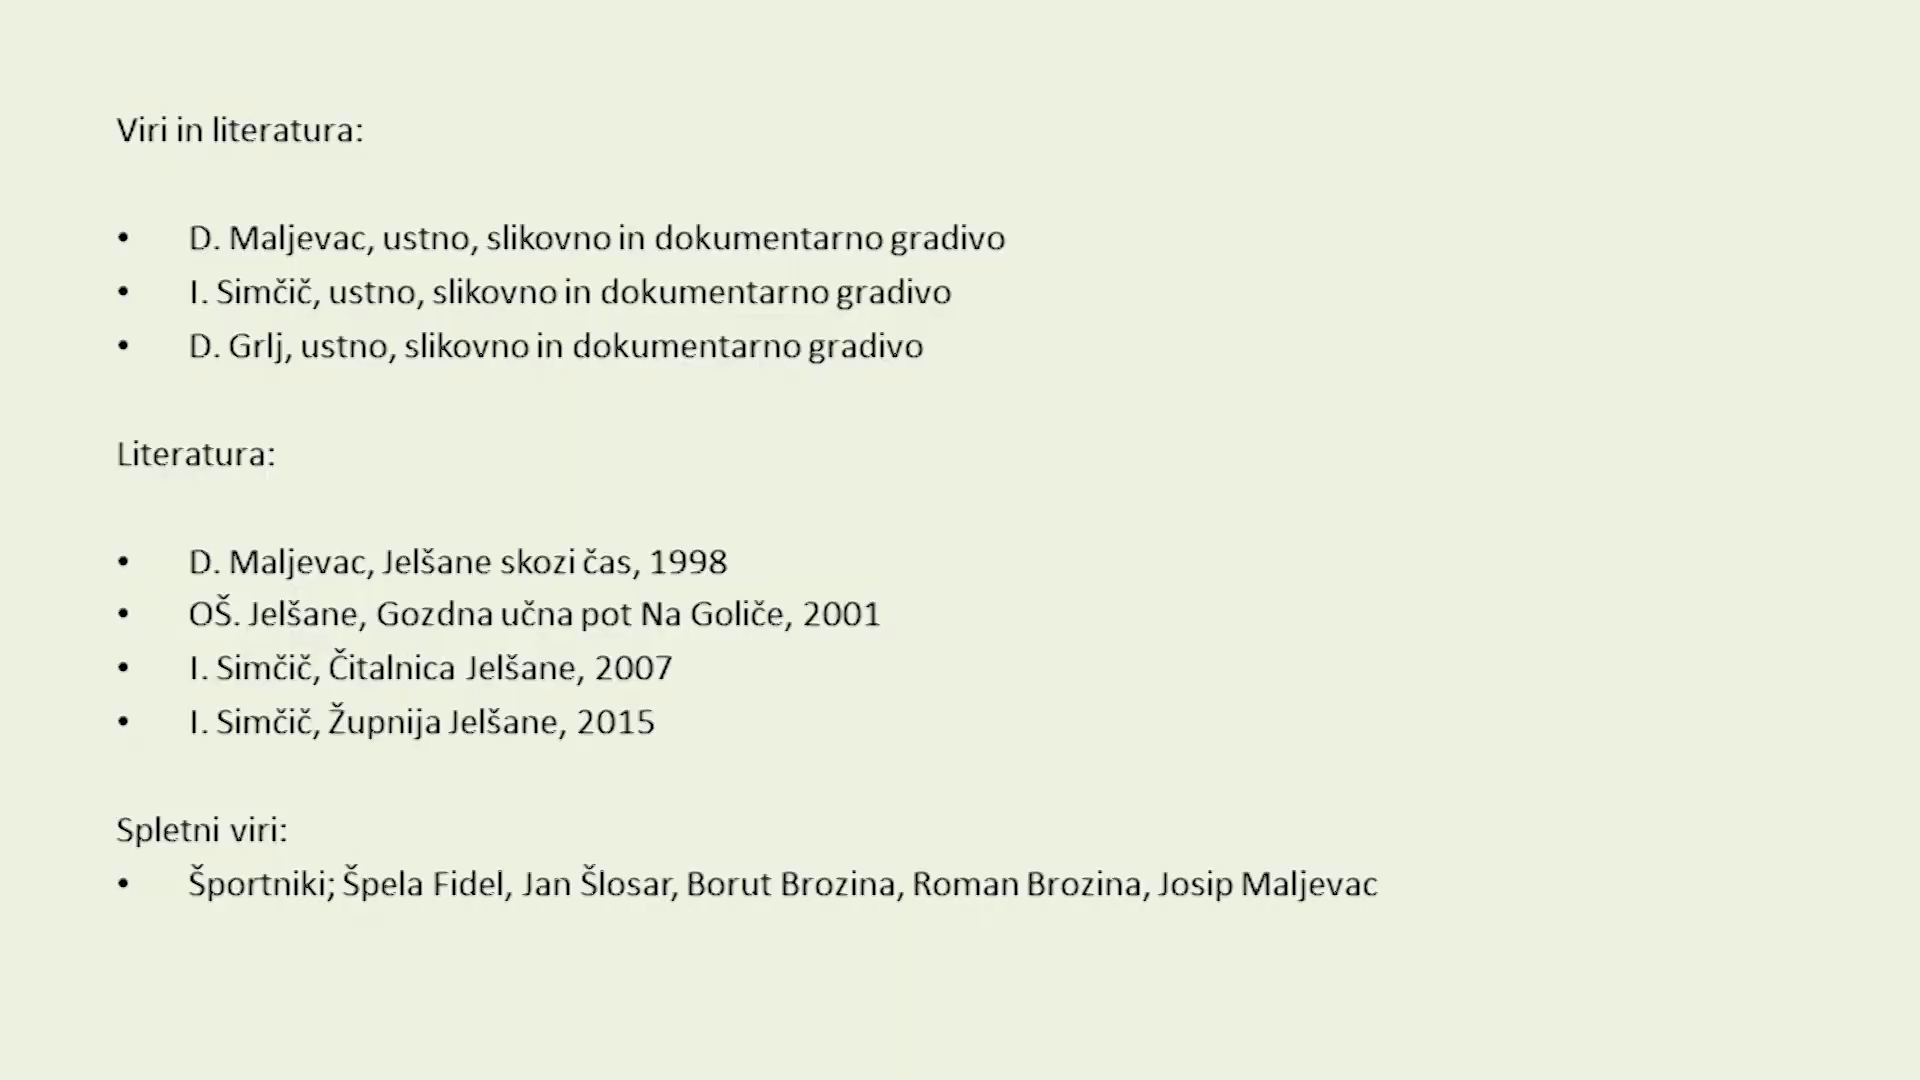 Viri in literatura:
• D. Maljevac, ustno, slikovno in dokumentarno gradivo
• I. Simčič, ustno, slikovno in dokumentarno gradivo
• D. Grlj, ustno, slikovno in dokumentarno gradivo
Literatura:
• D. Maljevac, Jelšane skozi čas, 1998
• OŠ. Jelšane, Gozdna učna pot Na Goliče, 2001
• I. Simčič, Čitalnica Jelšane, 2007
• I. Simčič, Župnija Jelšane, 2015
Spletni viri:
• Športniki; Špela Fidel, Jan Šlosar, Borut Brozina, Roman Brozina, Josip Maljevac